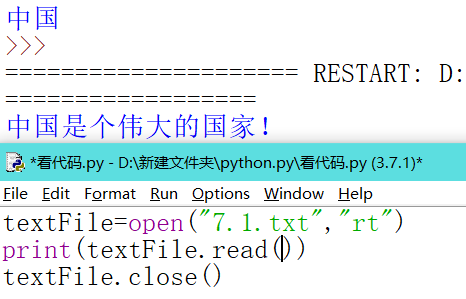 中国
>>>
===================== RESTART: D:
==================
中国是个伟大的国家!
*看代码.py - D:\新建文件夹\python.py\看代码.py (3.7.1)*
File Edit Format Run Options Window Help
textFile=open("7.1.txt","rt")
print(textFile.read())
textFile.close()